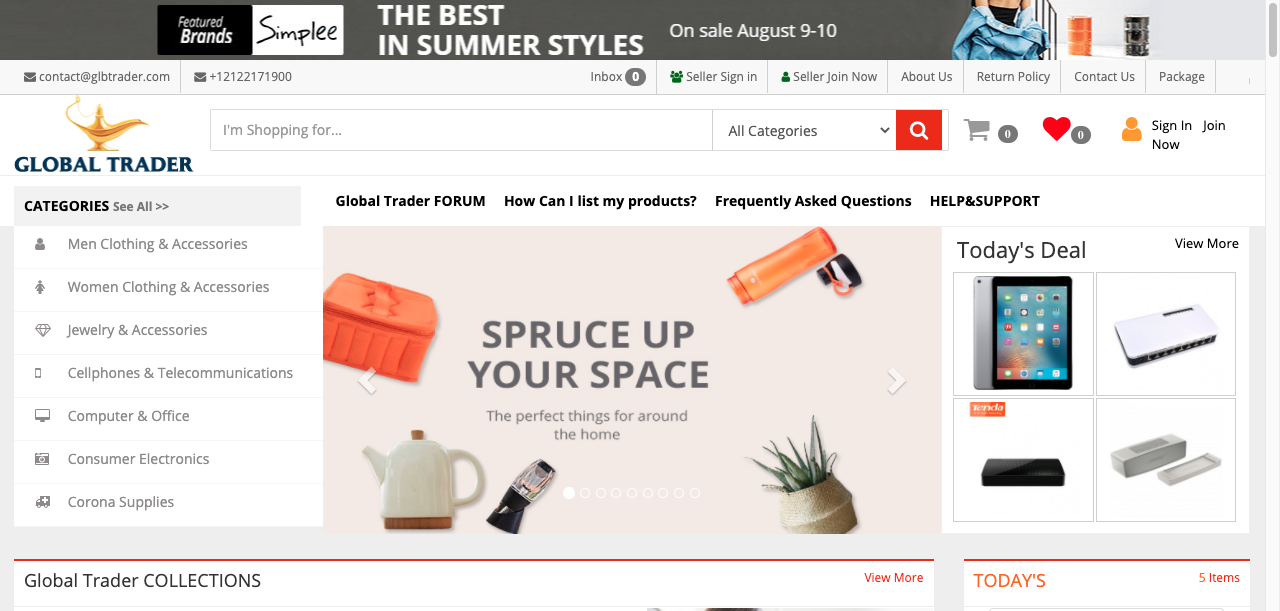 Featured
Brands
Simplee
THE BEST
IN SUMMER STYLES
On sale August 9-10
contact@glbtrader.com
+12122171900
Inbox 0
Seller Sign in
Seller Join Now
About Us
Return Policy
Contact Us
Package
GLOBAL TRADER
I'm Shopping for...
All Categories
0
0
Sign In Join
Now
CATEGORIES See All >>
Global Trader FORUM
How Can I list my products?
Frequently Asked Questions
HELP&SUPPORT
Men Clothing & Accessories
Women Clothing & Accessories
Jewelry & Accessories
Cellphones & Telecommunications
Computer & Office
Consumer Electronics
Corona Supplies
SPRUCE UP
YOUR SPACE
The perfect things for around
the home
Today's Deal
View More
Tenda
Global Trader COLLECTIONS
View More
TODAY'S
5 Items